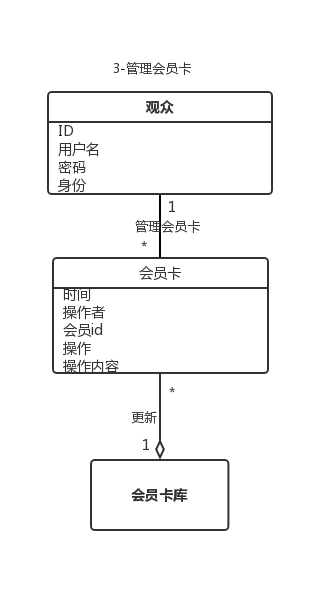 3-管理会员卡
观众
ID
用户名
密码
身份
1
管理会员卡
*
会员卡
时间
操作者
会员id
操作
操作内容
*
更新
1
会员卡库